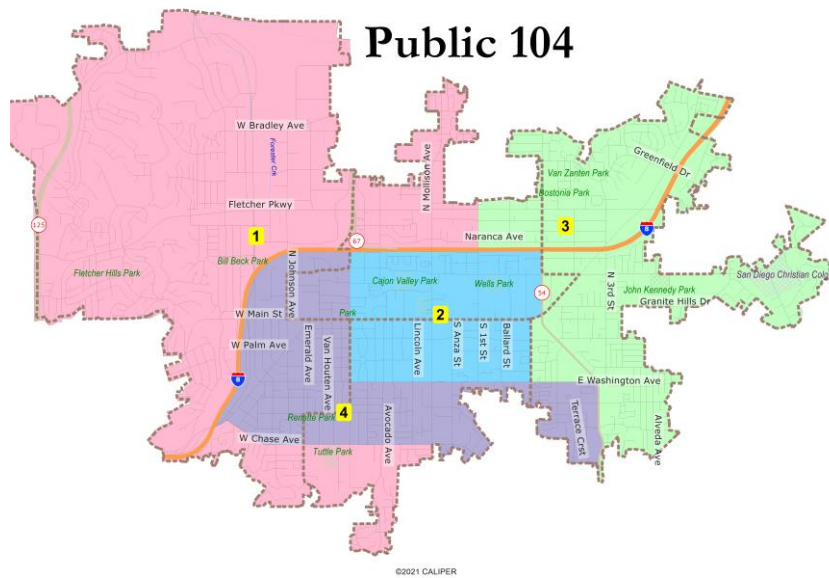 Public 104
W Bradley Ave
Forester Crk
N Mollison Ave
Van Zanten Park
Greenfield Dr
Bostonia Park
Fletcher Pkwy
125
1
67
Naranca Ave
3
8
Bill Beck Park
Fletcher Hills Park
N Johnson Ave
Cajon Valley Park
Wells Park
54
N 3rd St
John Kennedy Park
San Diego Christian Colg
Granite Hills Dr
W Main St
Park
2
W Palm Ave
Emerald Ave
Van Houten Ave
Lincoln Ave
S Anza St
S 1st St
Ballard St
8
E Washington Ave
4
Renette Park
Avocado Ave
Terrace Crst
Alveda Ave
W Chase Ave
Tuttle Park
©2021 CALIPER